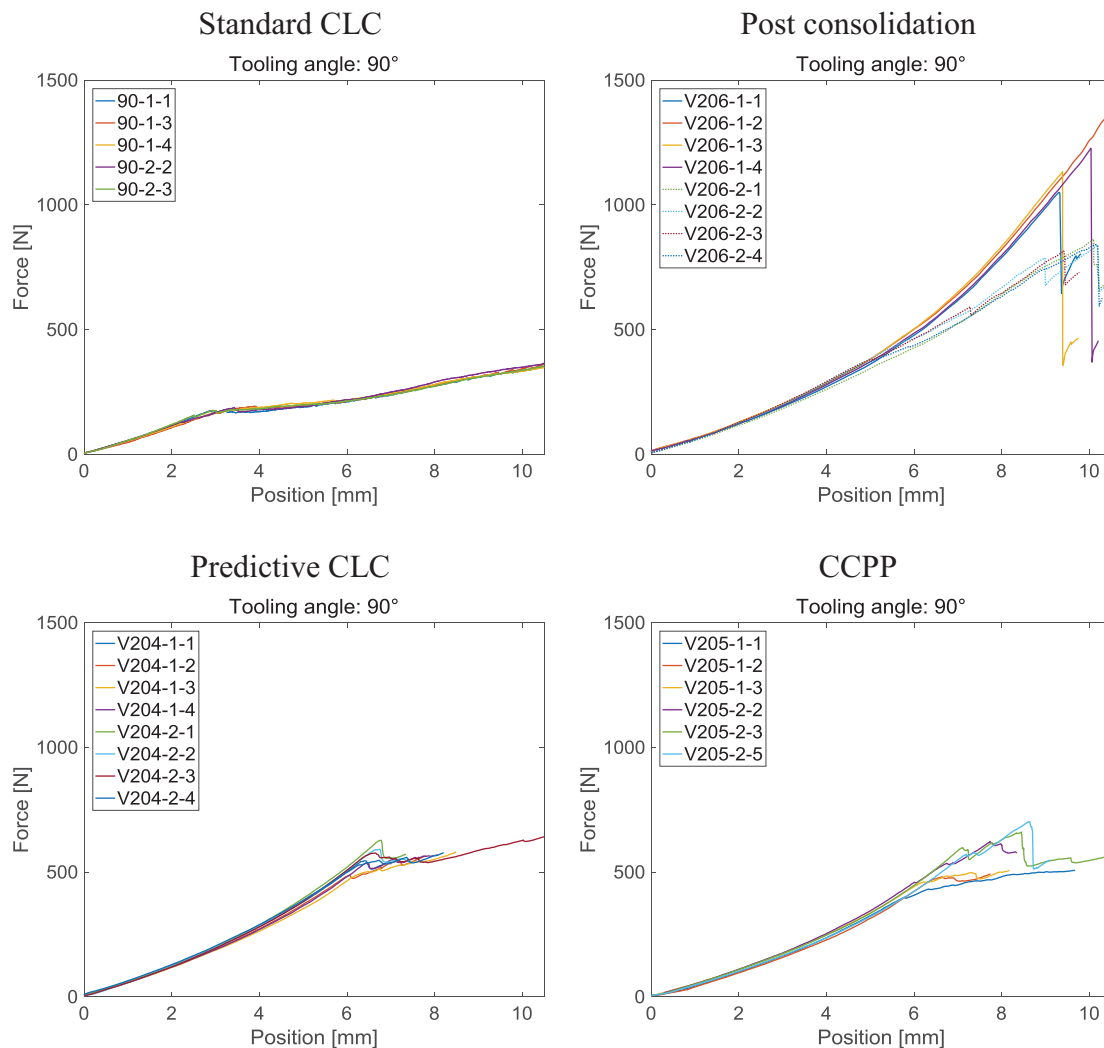 Standard CLC
Tooling angle: 90°
1500
1000
500
0
Force [N]
90-1-1
90-1-3
90-1-4
90-2-2
90-2-3
0 2 4 6 8 10
Position [mm]
Post consolidation
Tooling angle: 90°
1500
1000
500
0
Force [N]
V206-1-1
V206-1-2
V206-1-3
V206-1-4
V206-2-1
V206-2-2
V206-2-3
V206-2-4
0 2 4 6 8 10
Position [mm]
Predictive CLC
Tooling angle: 90°
1500
1000
500
0
Force [N]
V204-1-1
V204-1-2
V204-1-3
V204-1-4
V204-2-1
V204-2-2
V204-2-3
V204-2-4
0 2 4 6 8 10
Position [mm]
CCPP
Tooling angle: 90°
1500
1000
500
0
Force [N]
V205-1-1
V205-1-2
V205-1-3
V205-2-2
V205-2-3
V205-2-5
0 2 4 6 8 10
Position [mm]